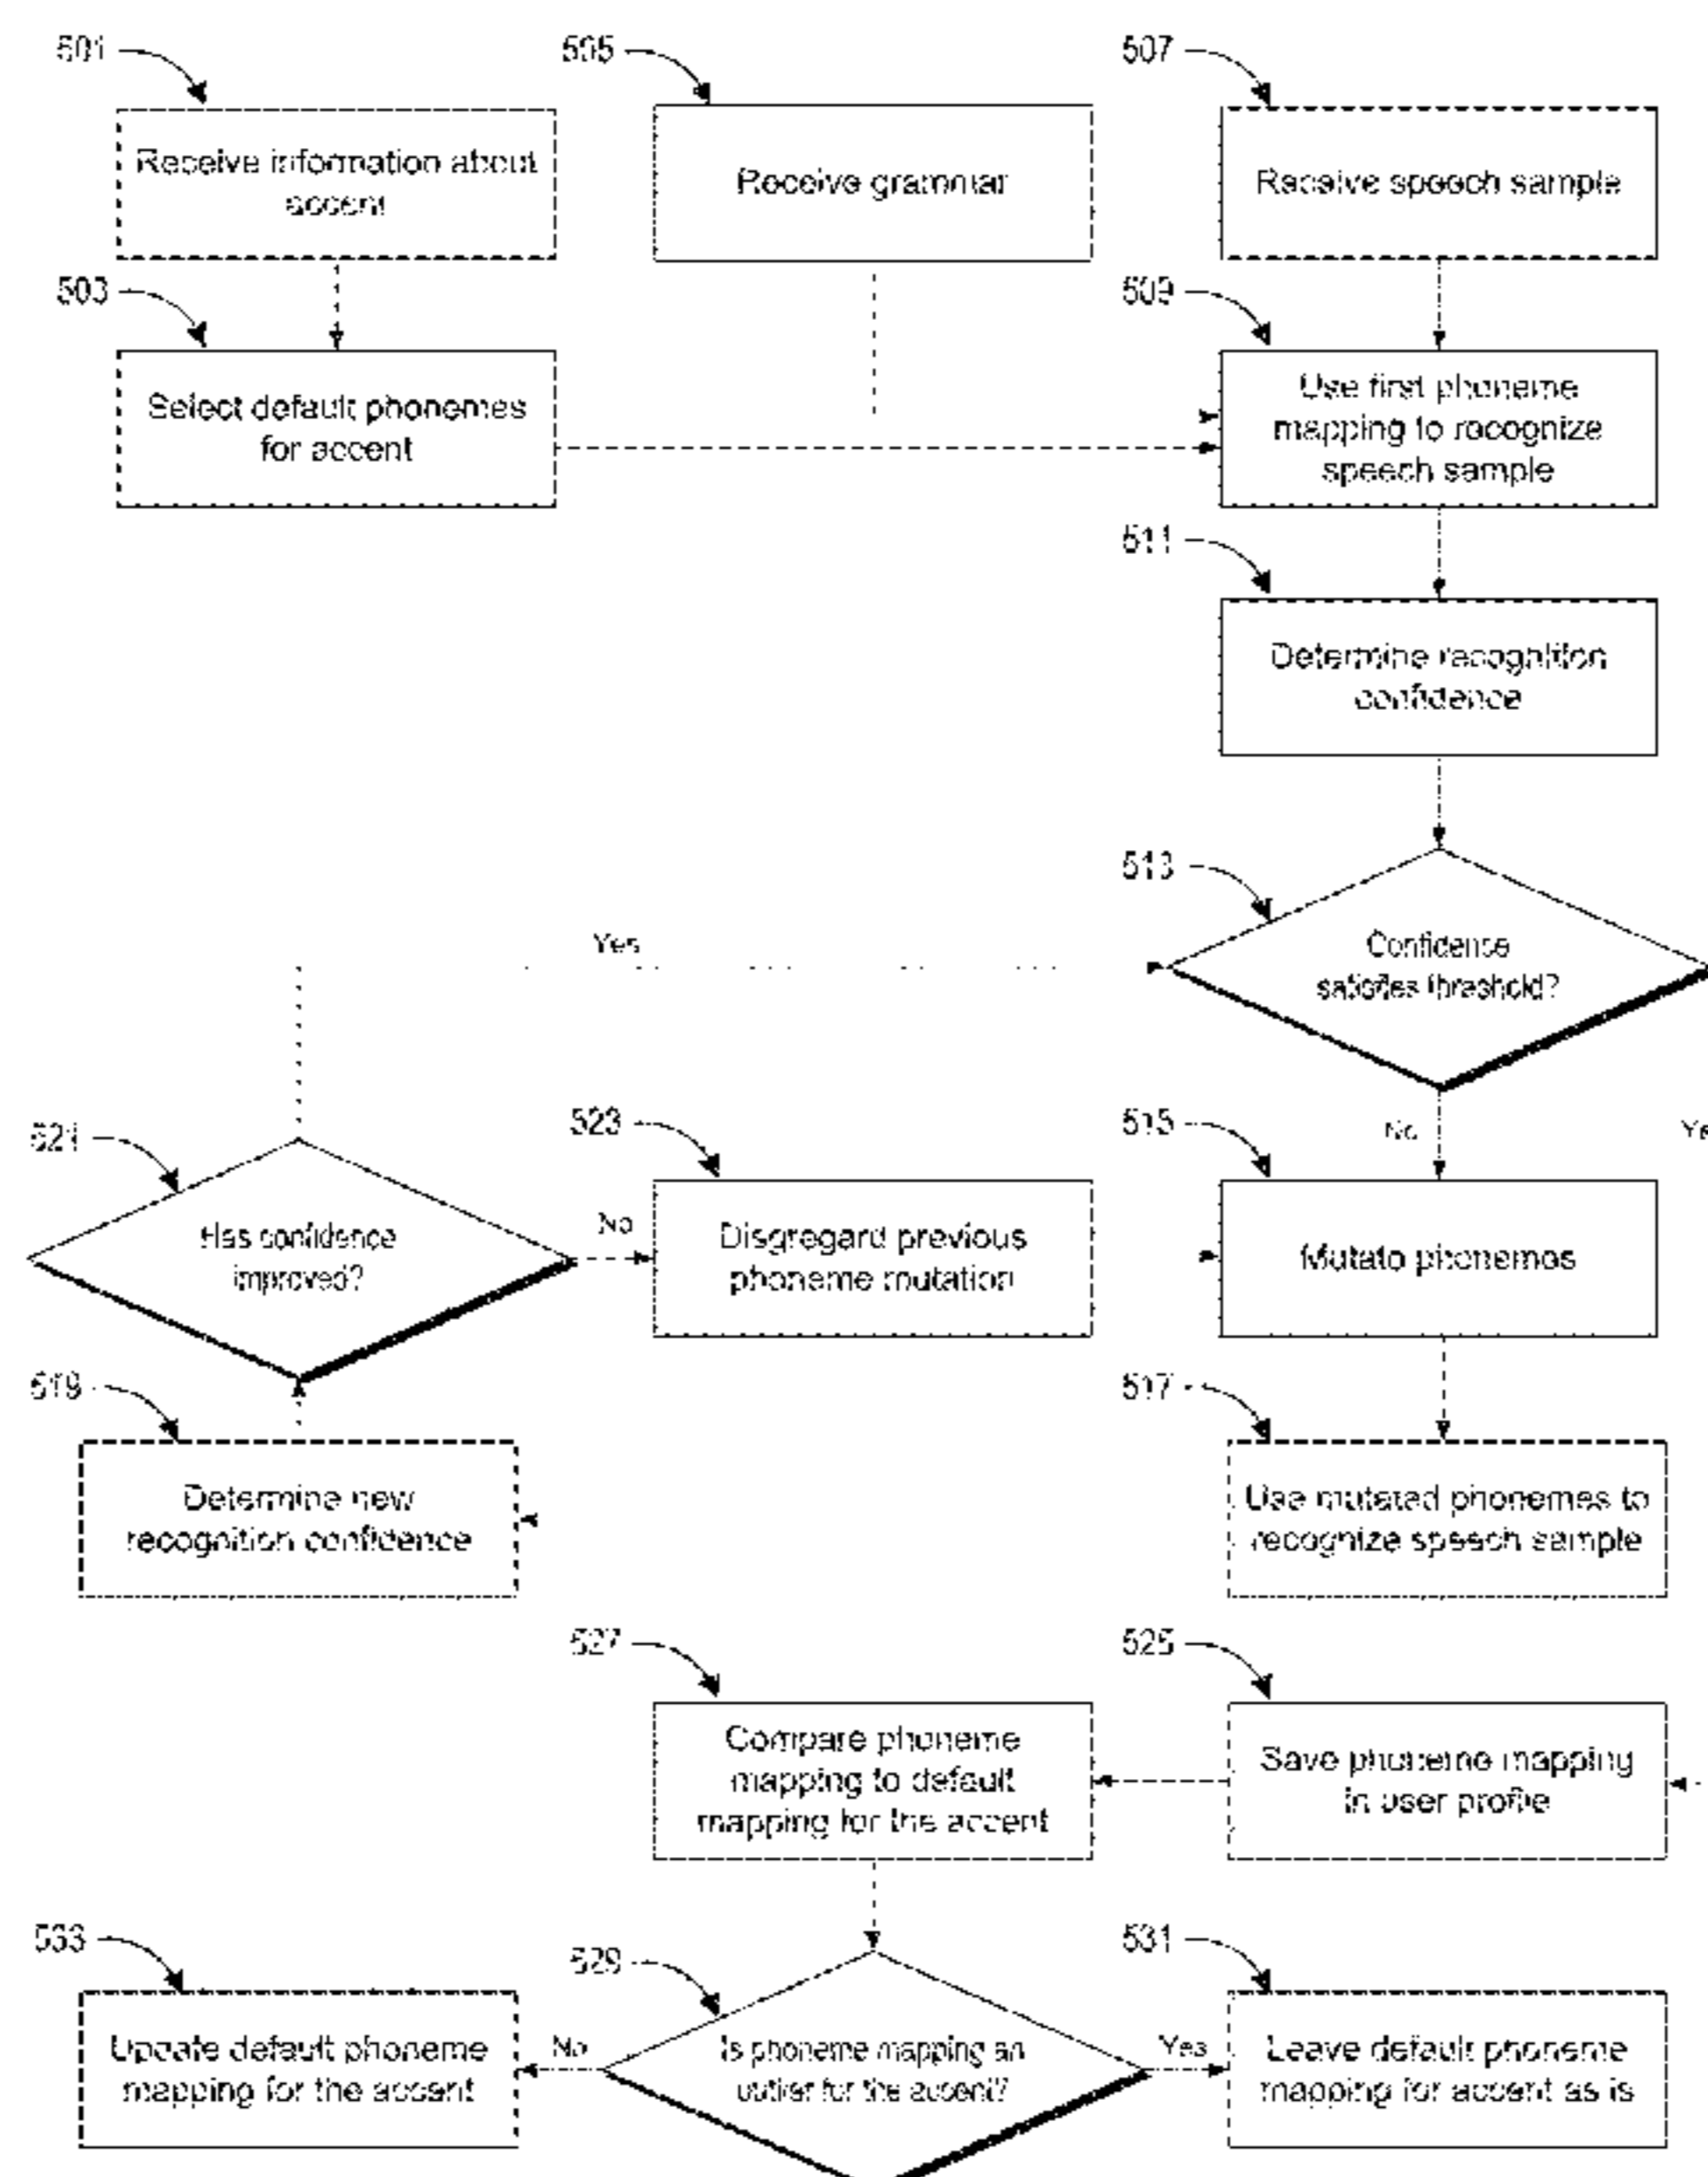 501
505
507
Receive information about
accent
Receive grammar
Receive speech sample
503
509
Select default phonemes
for accent
Use first phoneme
mapping to recognize
speech sample
511
Determine recognition
confidence
513
Confidence
satisfies threshold?
Yes
No
521
523
515
Has confidence
improved?
No
Disregard previous
phoneme mutation
Mutate phonemes
519
517
Determine new
recognition confidence
Use mutated phonemes to
recognize speech sample
527
525
Compare phoneme
mapping to default
mapping for the accent
Save phoneme mapping
in user profile
533
529
531
Update default phoneme
mapping for the accent
No
Is phoneme mapping an
outlier for the accent?
Yes
Leave default phoneme
mapping for accent as is